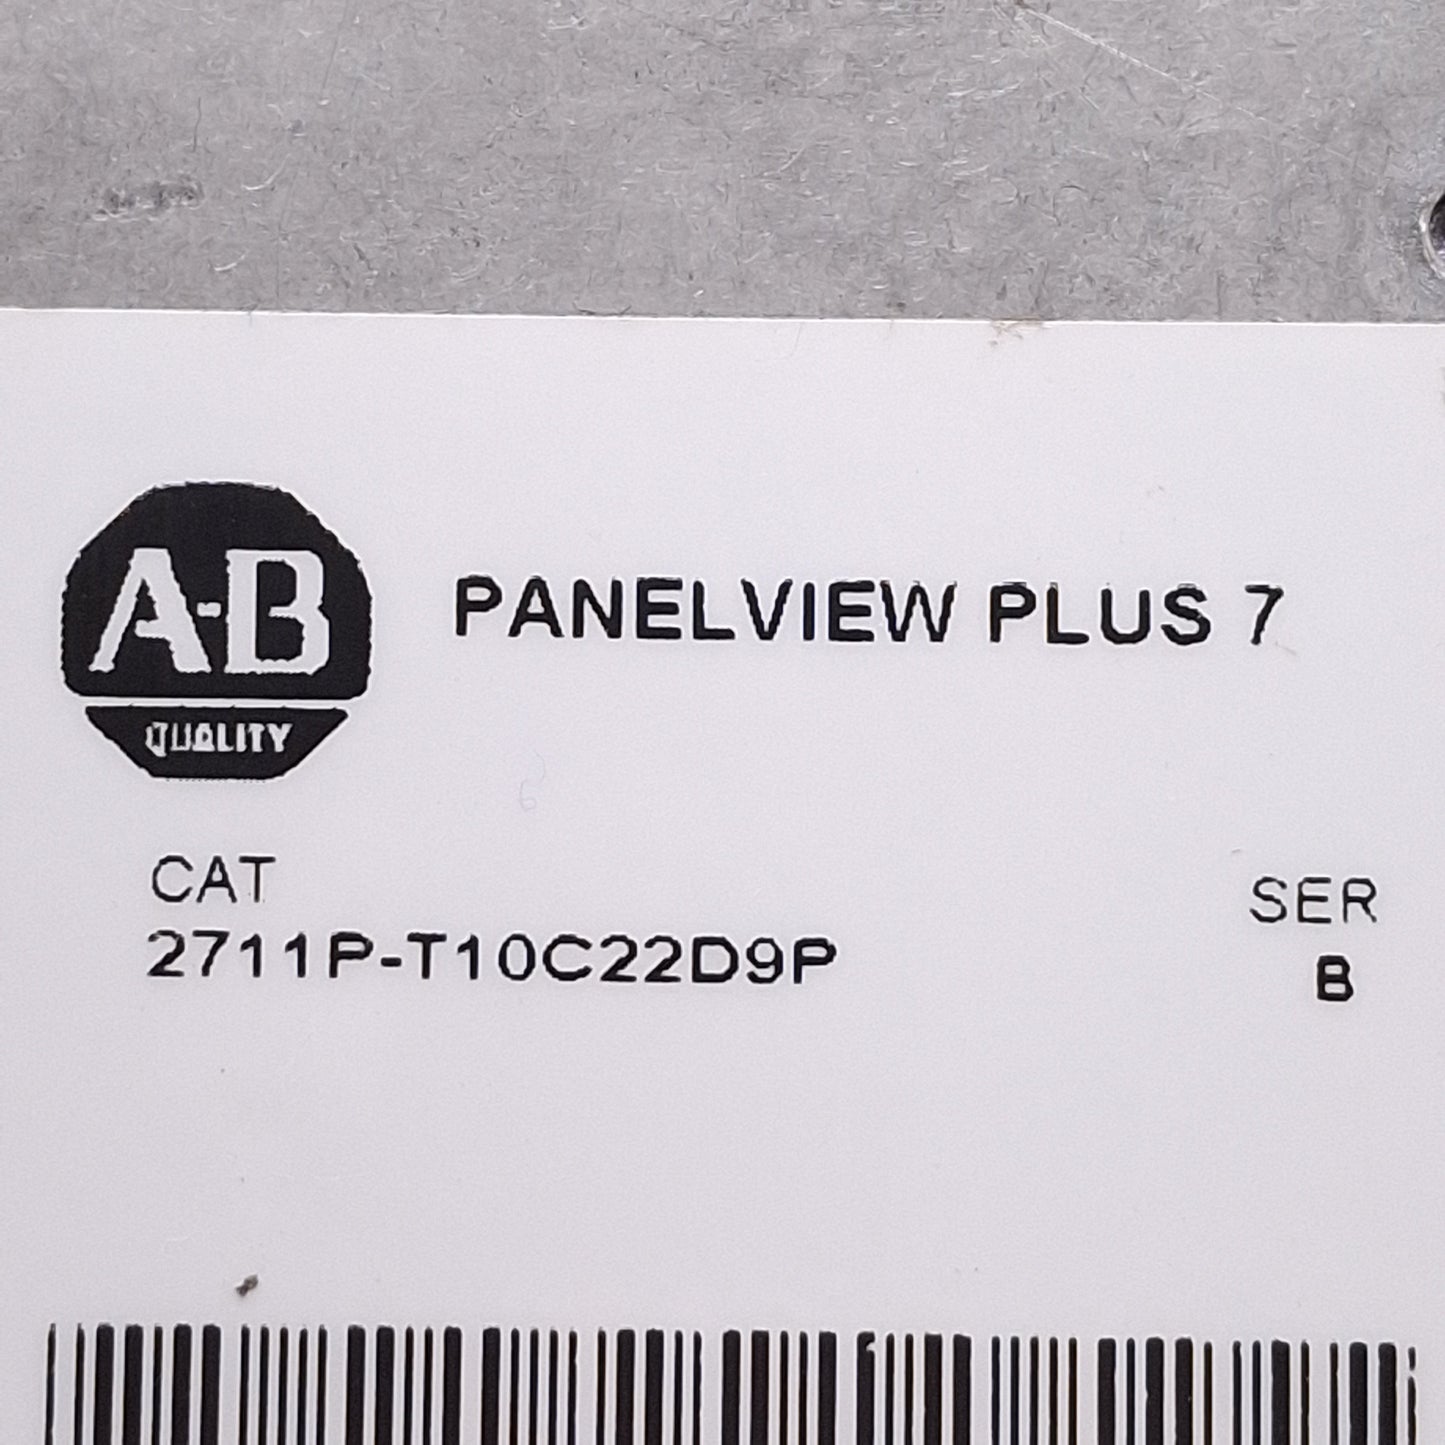 A-B
QUALITY
PANELVIEW PLUS 7
CAT
2711P-T10C22D9P
SER
B